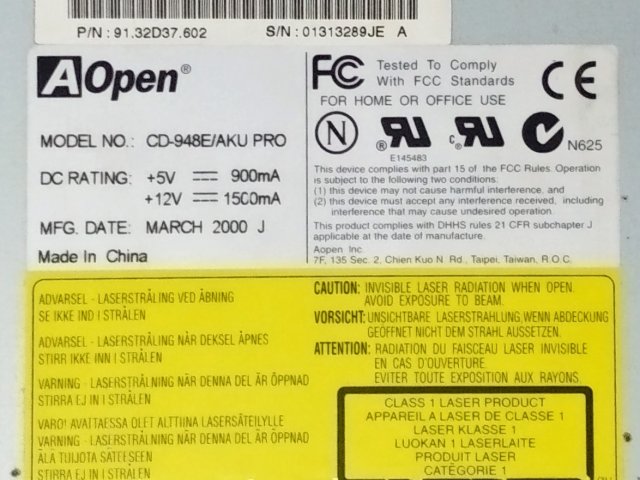 P/N : 91.32D37.602 S/N : 01313289JE A
AOpen®
MODEL NO.: CD-948E/AKU PRO
DC RATING: +5V 900mA
+12V 1500mA
MFG. DATE: MARCH 2000 J
Made In China
FCC Tested To Comply
With FCC Standards
FOR HOME OR OFFICE USE
CE
N
®
E145483
c
®
N625
This device complies with part 15 of the FCC Rules. Operation
is subject to the following two conditions:
(1) this device may not cause harmful interference, and
(2) this device must accept any interference received, including
interference that may cause undesired operation.
This product complies with DHHS rules 21 CFR subchapter J
applicable at the date of manufacture.
Aopen Inc.
7F, 135 Sec. 2, Chien Kuo N. Rd., Taipei, Taiwan, R.O.C.
ADVARSEL - LASERSTRÅLING VED ÅBNING
SE IKKE IND I STRÅLEN
ADVARSEL - LASERSTRÅLING NÅR DEKSEL ÅPNES
STIRR IKKE INN I STRÅLEN
VARNING - LASERSTRÅLNING NÄR DENNA DEL ÄR ÖPPNAD
STIRRA EJ IN I STRÅLEN
VARO! AVATTAESSA OLET ALTTIINA LASERSÄTEILYLLE
VARNING - LASERSTRÅLNING NÄR DENNA DEL ÄR ÖPPNAD
ÄLÄ TUIJOTA SÄTEESEEN
STIRRA EJ IN I STRÅLEN
CAUTION: INVISIBLE LASER RADIATION WHEN OPEN.
AVOID EXPOSURE TO BEAM.
VORSICHT: UNSICHTBARE LASERSTRAHLUNG WENN ABDECKUNG
GEÖFFNET NICHT DEM STRAHL AUSSETZEN.
ATTENTION: RADIATION DU FAISCEAU LASER INVISIBLE
EN CAS D'OUVERTURE.
EVITER TOUTE EXPOSITION AUX RAYONS.
CLASS 1 LASER PRODUCT
APPAREIL A LASER DE CLASSE 1
LASER KLASSE 1
LUOKAN 1 LASERLAITE
PRODUIT LASER
CATÉGORIE 1